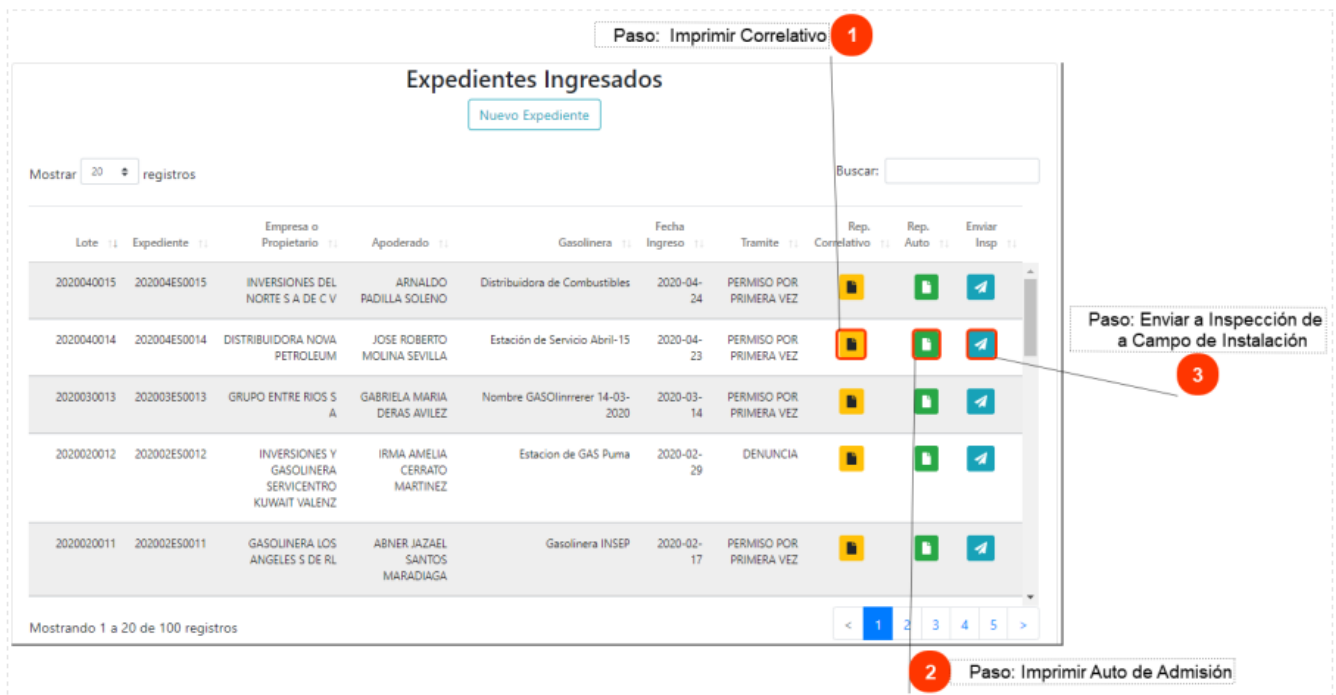 Paso: Imprimir Correlativo 1
Expedientes Ingresados
Nuevo Expediente
Mostrar 20 registros
Buscar:
Empresa o Fecha Rep. Rep. Enviar
Lote Expediente Propietario Apoderado Gasolinera Ingreso Tramite Correlativo Auto Insp
2020040015 202004ES0015 INVERSIONES DEL ARNALDO Distribuidora de Combustibles 2020-04- PERMISO POR
NORTE S A DE C V PADILLA SOLENO 24 PRIMERA VEZ
Paso: Enviar a Inspección de
a Campo de Instalación
3
2020040014 202004ES0014 DISTRIBUIDORA NOVA JOSE ROBERTO Estación de Servicio Abril-15 2020-04- PERMISO POR
PETROLEUM MOLINA SEVILLA 23 PRIMERA VEZ
2020030013 202003ES0013 GRUPO ENTRE RIOS S GABRIELA MARIA Nombre GASOlinrrerer 14-03- 2020-03- PERMISO POR
A DERAS AVILEZ 2020 14 PRIMERA VEZ
2020020012 202002ES0012 INVERSIONES Y IRMA AMELIA Estacion de GAS Puma 2020-02- DENUNCIA
GASOLINERA CERRATO 29
SERVICENTRO MARTINEZ
KUWAIT VALENZ
2020020011 202002ES0011 GASOLINERA LOS ABNER JAZAEL Gasolinera INSEP 2020-02- PERMISO POR
ANGELES S DE RL SANTOS 17 PRIMERA VEZ
MARADIAGA
Mostrando 1 a 20 de 100 registros
< 1 2 3 4 5 >
2 Paso: Imprimir Auto de Admisión